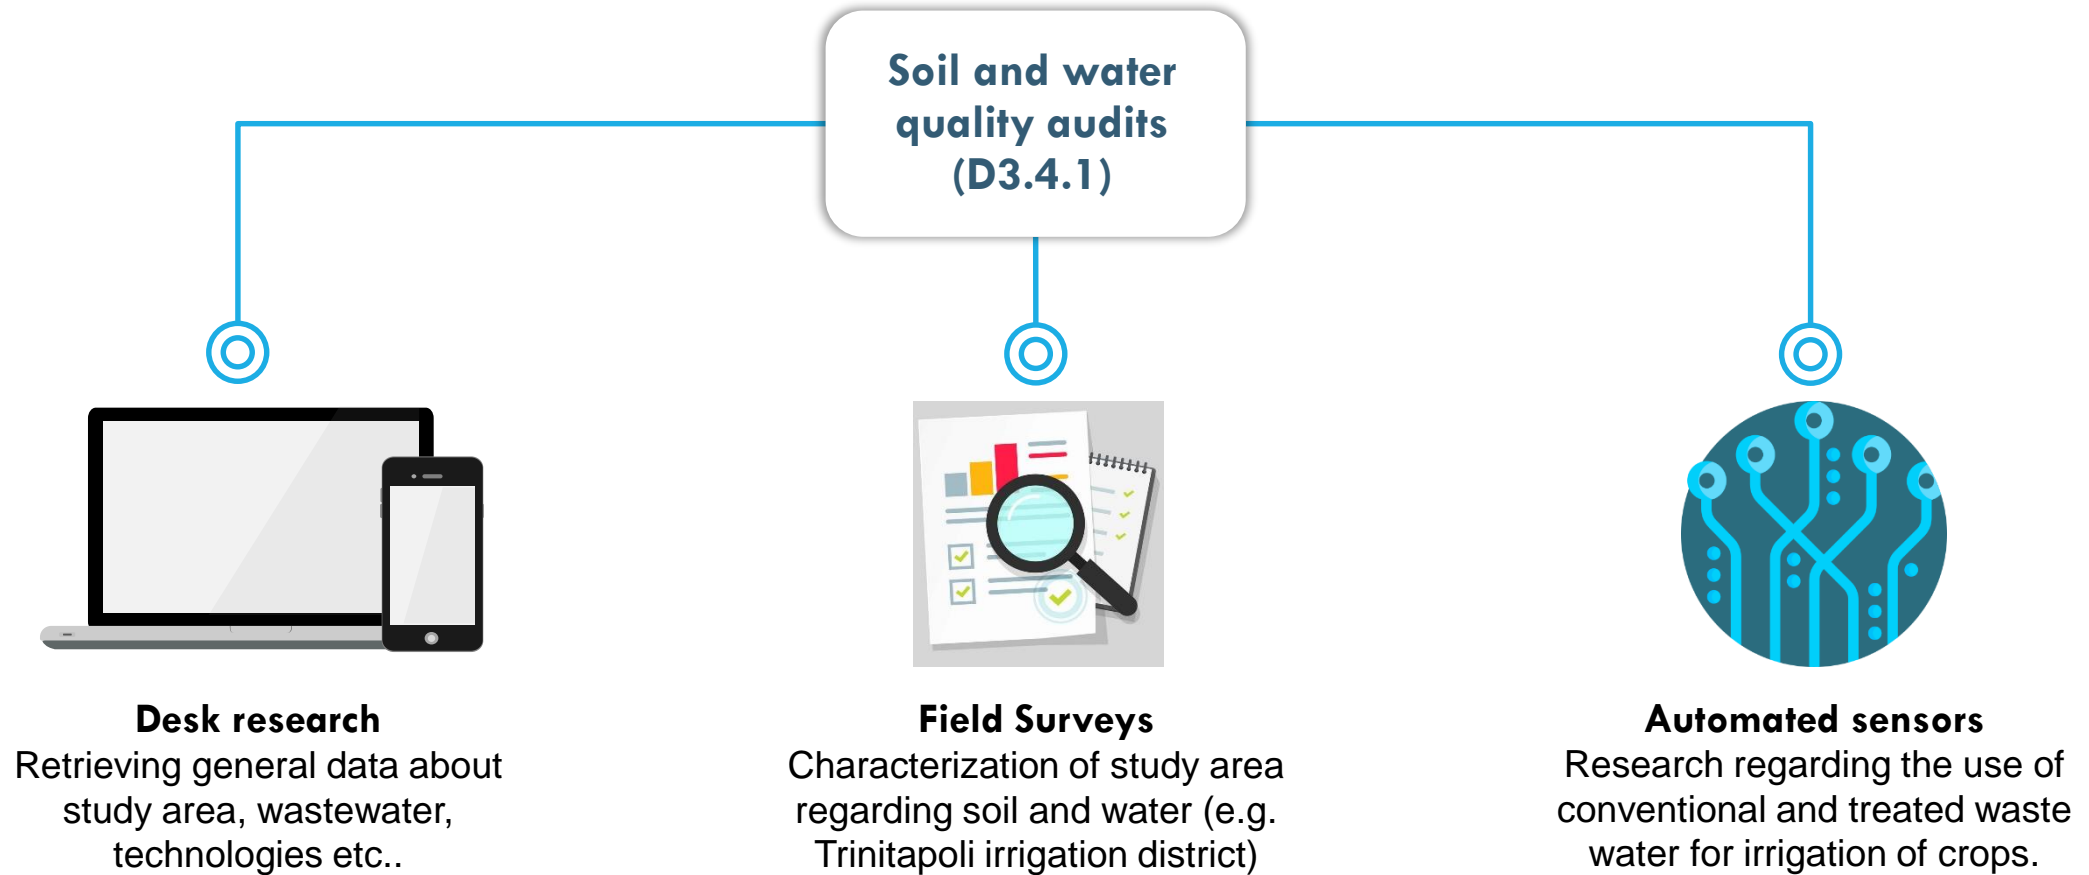 Soil and water
quality audits
(D3.4.1)
Desk research
Retrieving general data about
study area, wastewater,
technologies etc..
Field Surveys
Characterization of study area
regarding soil and water (e.g.
Trinitapoli irrigation district)
Automated sensors
Research regarding the use of
conventional and treated waste
water for irrigation of crops.